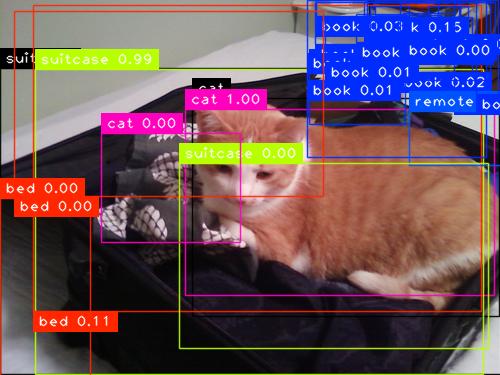 book 0.03
k 0.15
book
book 0.00
suitcase 0.99
book 0.01
0.02
cat
book 0.01
cat 1.00
remote
bo
cat 0.00
suitcase 0.00
bed 0.00
bed 0.00
bed 0.11